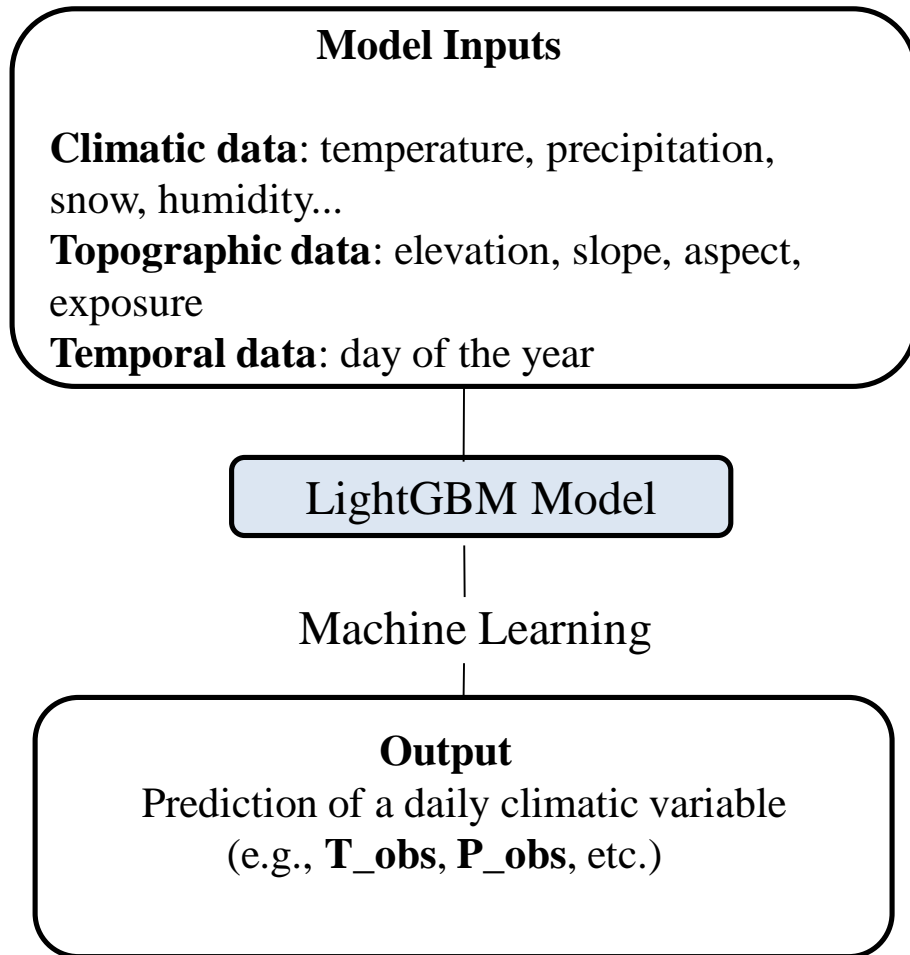 Model Inputs
Climatic data: temperature, precipitation,
snow, humidity...
Topographic data: elevation, slope, aspect,
exposure
Temporal data: day of the year
LightGBM Model
Machine Learning
Output
Prediction of a daily climatic variable
(e.g., T_obs, P_obs, etc.)